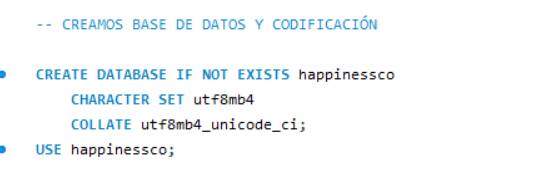 -- CREAMOS BASE DE DATOS Y CODIFICACIÓN
CREATE DATABASE IF NOT EXISTS happinessco
CHARACTER SET utf8mb4
COLLATE utf8mb4_unicode_ci;
USE happinessco;